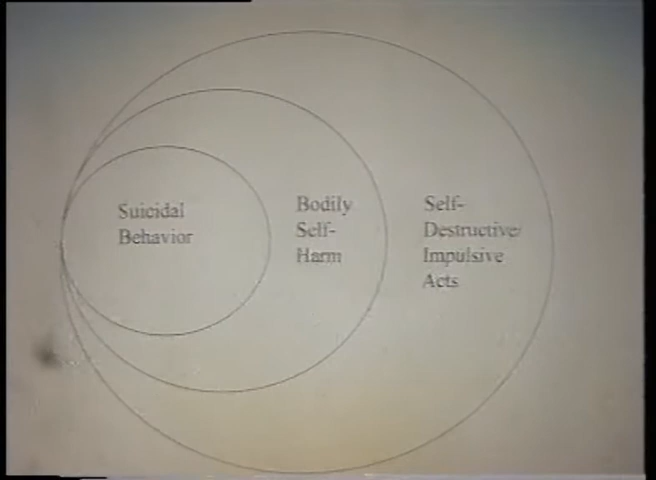 Suicidal
Behavior
Bodily
Self-
Harm
Self-
Destructive/
Impulsive
Acts